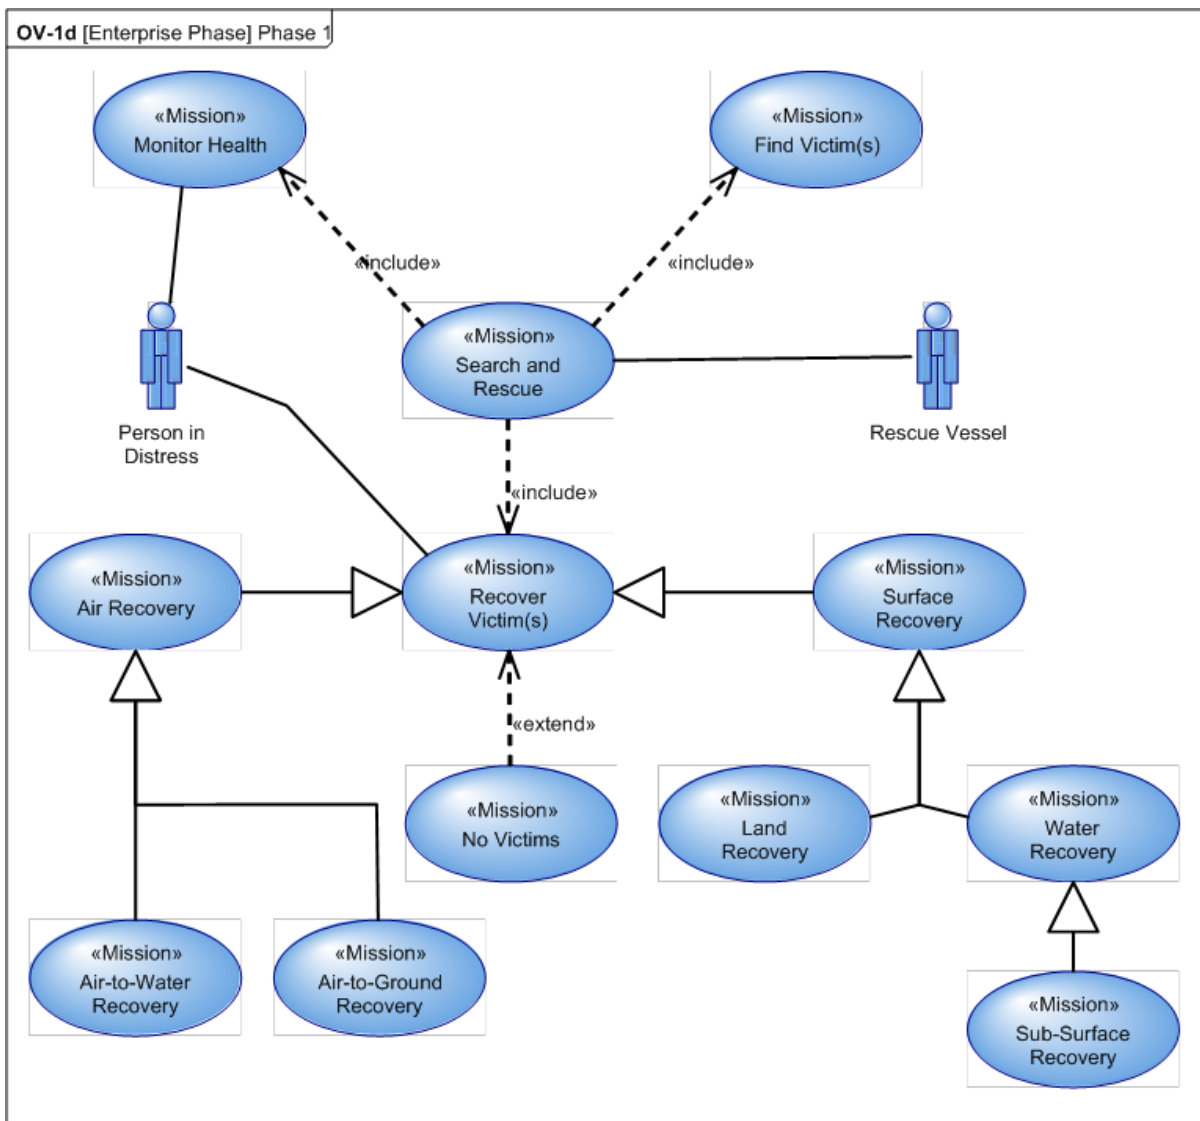 OV-1d [Enterprise Phase] Phase 1
«Mission»
Monitor Health
«Mission»
Find Victim(s)
«include»
«include»
«Mission»
Search and
Rescue
Person in
Distress
Rescue Vessel
«include»
«Mission»
Air Recovery
«Mission»
Recover
Victim(s)
«Mission»
Surface
Recovery
«extend»
«Mission»
No Victims
«Mission»
Land
Recovery
«Mission»
Water
Recovery
«Mission»
Air-to-Water
Recovery
«Mission»
Air-to-Ground
Recovery
«Mission»
Sub-Surface
Recovery